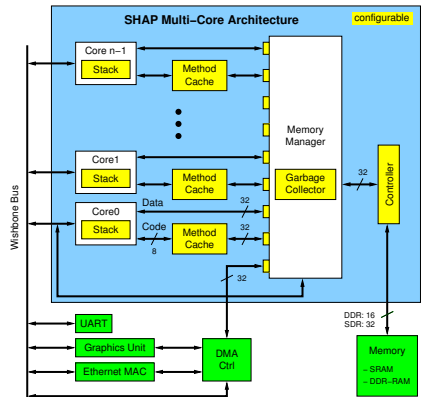 SHAP Multi-Core Architecture
configurable
Core n-1
Stack
Method
Cache
Memory
Manager
Core1
Stack
Method
Cache
Garbage
Collector
32
Controller
Core0
Stack
Data
32
Code
8
Method
Cache
32
Wishbone Bus
32
DDR: 16
SDR: 32
UART
Graphics Unit
Ethernet MAC
DMA
Ctrl
Memory
- SRAM
- DDR-RAM